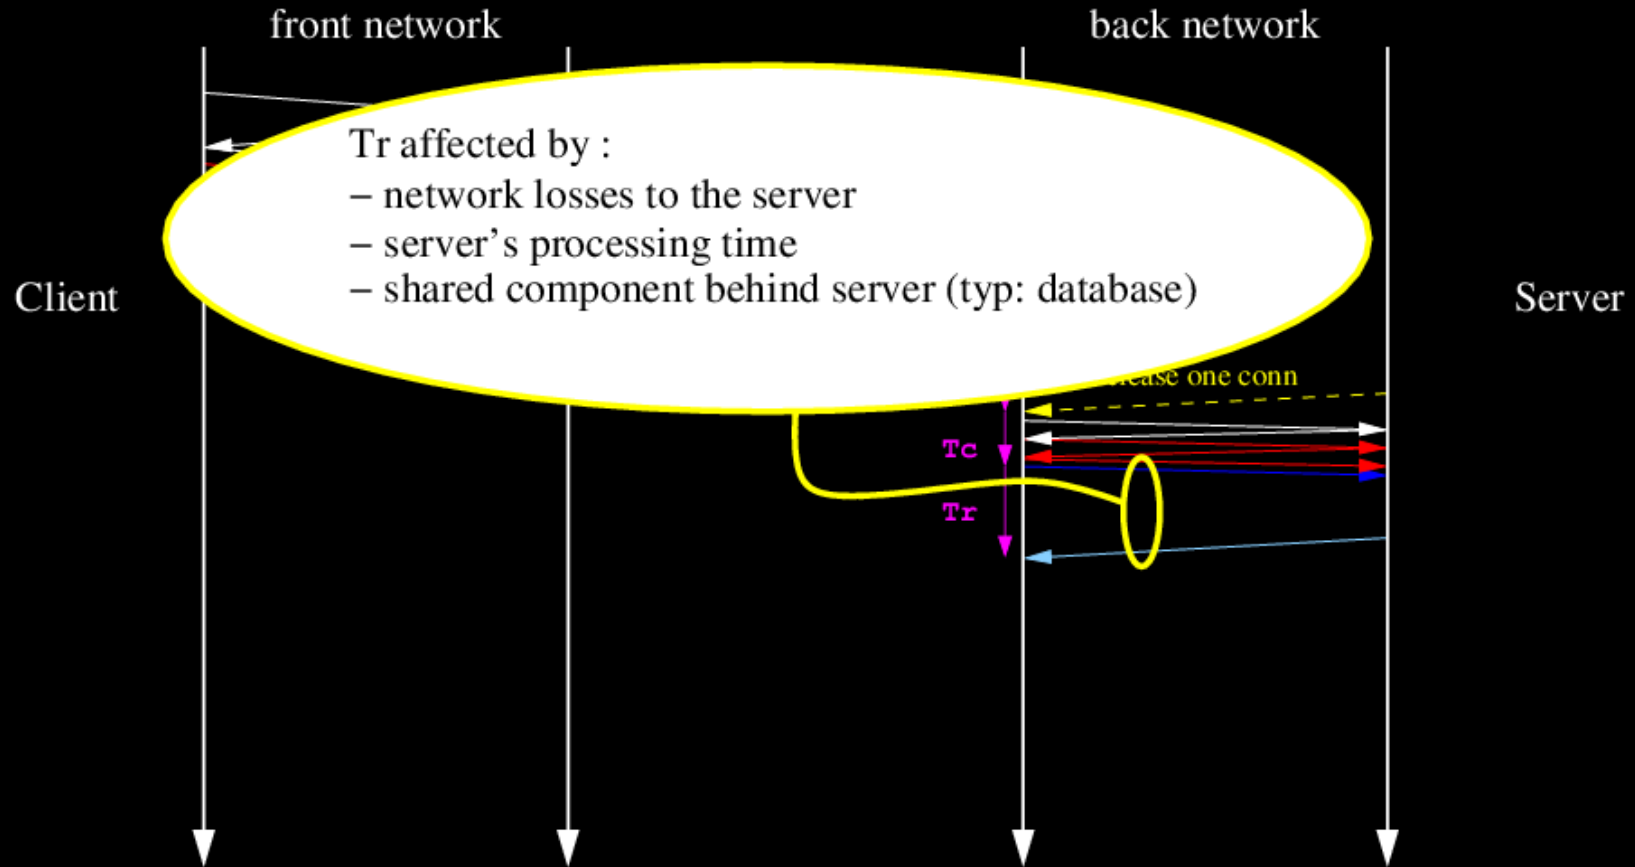 front network
back network
Tr affected by :
– network losses to the server
– server’s processing time
– shared component behind server (typ: database)
Client
Server
one conn
Tc
Tr